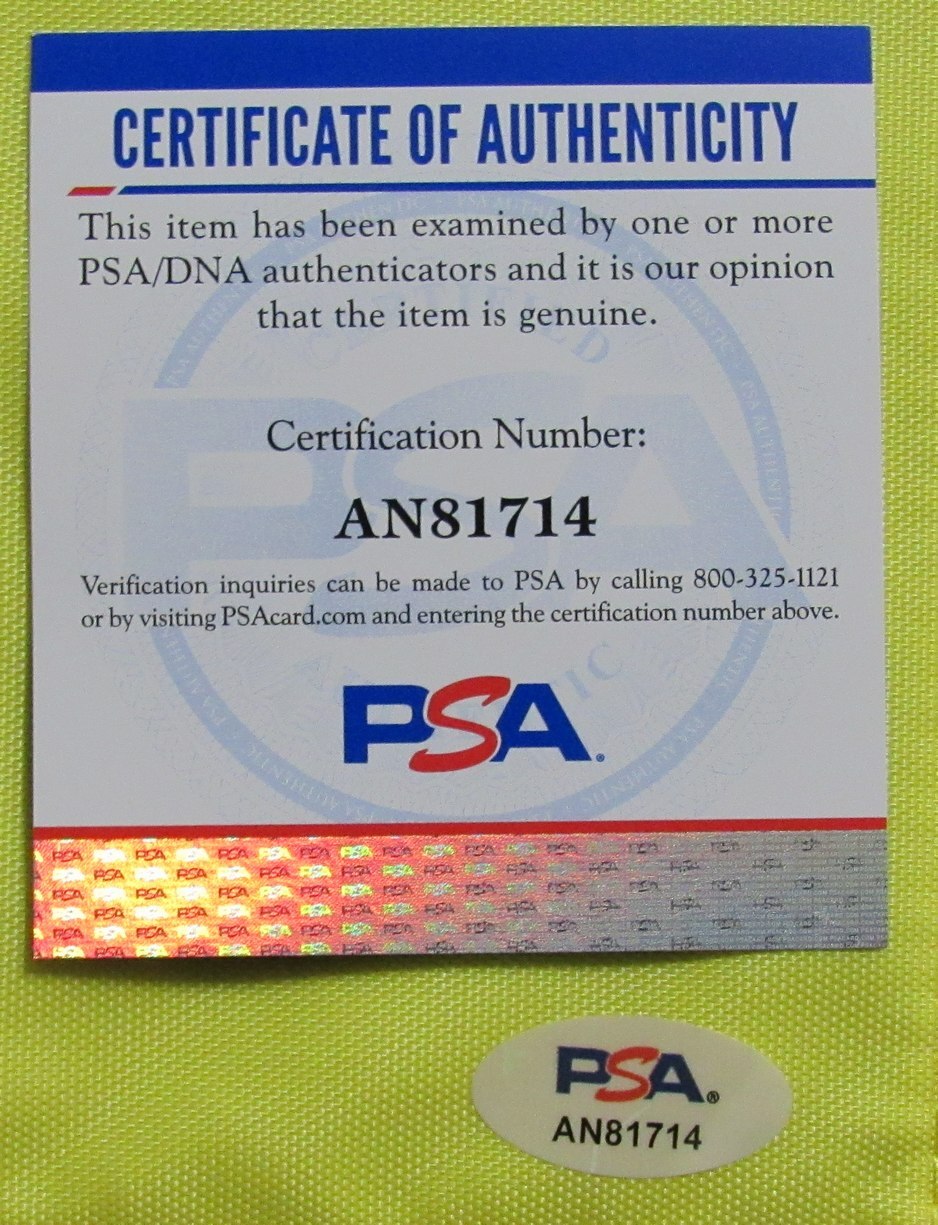 CERTIFICATE OF AUTHENTICITY
This item has been examined by one or more
PSA/DNA authenticators and it is our opinion
that the item is genuine.
Certification Number:
AN81714
Verification inquiries can be made to PSA by calling 800-325-1121
or by visiting PSAcard.com and entering the certification number above.
PSA®
PSA®
AN81714